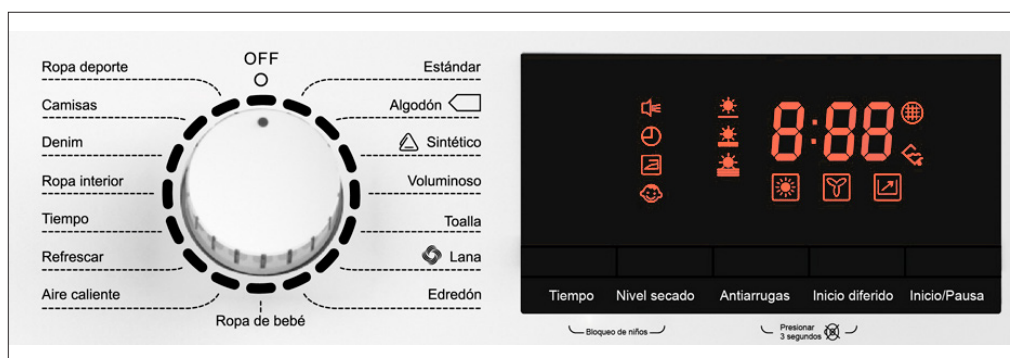 OFF
Ropa deporte
Camisas
Denim
Ropa interior
Tiempo
Refrescar
Aire caliente
Ropa de bebé
Estándar
Algodón
Sintético
Voluminoso
Toalla
Lana
Edredón
8:88
Tiempo Nivel secado Antiarrugas Inicio diferido Inicio/Pausa
Bloqueo de niños
Presionar
3 segundos